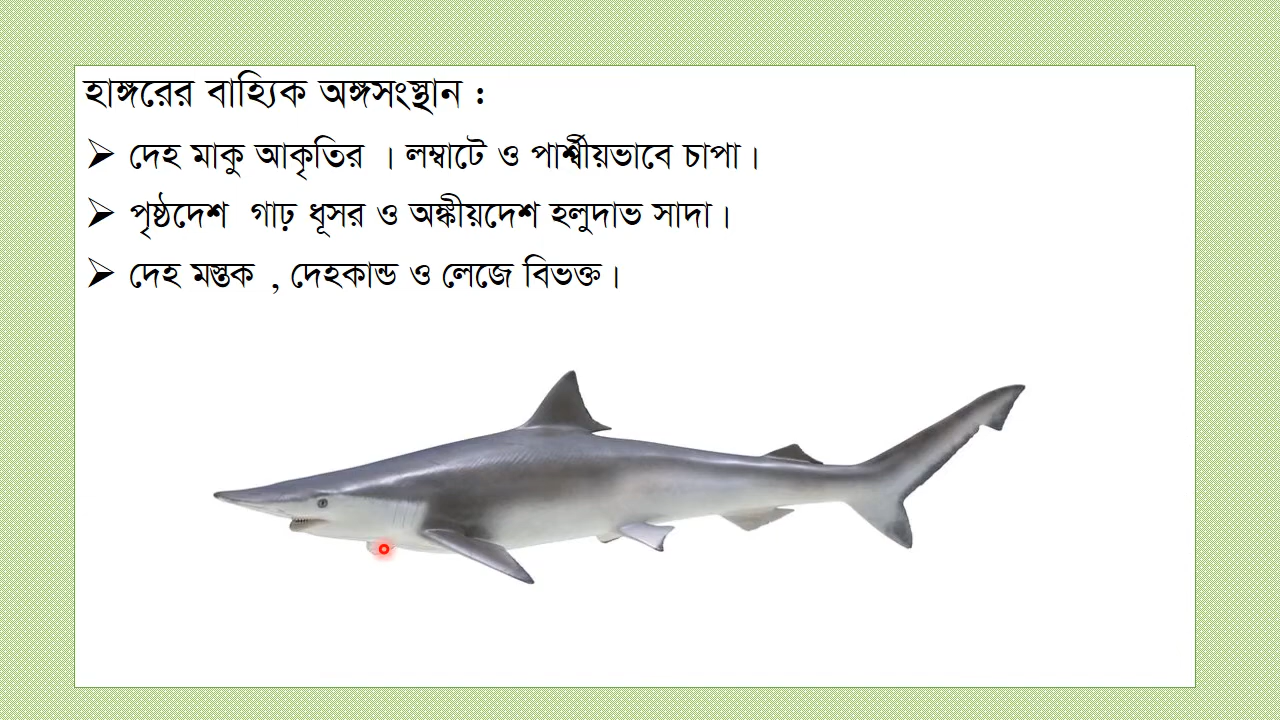 হাঙ্গরের বাহ্যিক অঙ্গসংস্থান :
➢ দেহ মাকু আকৃতির । লম্বাটে ও পার্শ্বীয়ভাবে চাপা।
➢ পৃষ্ঠদেশ গাঢ় ধূসর ও অঙ্কীয়দেশ হলুদাভ সাদা।
➢ দেহ মস্তক , দেহকান্ড ও লেজে বিভক্ত।